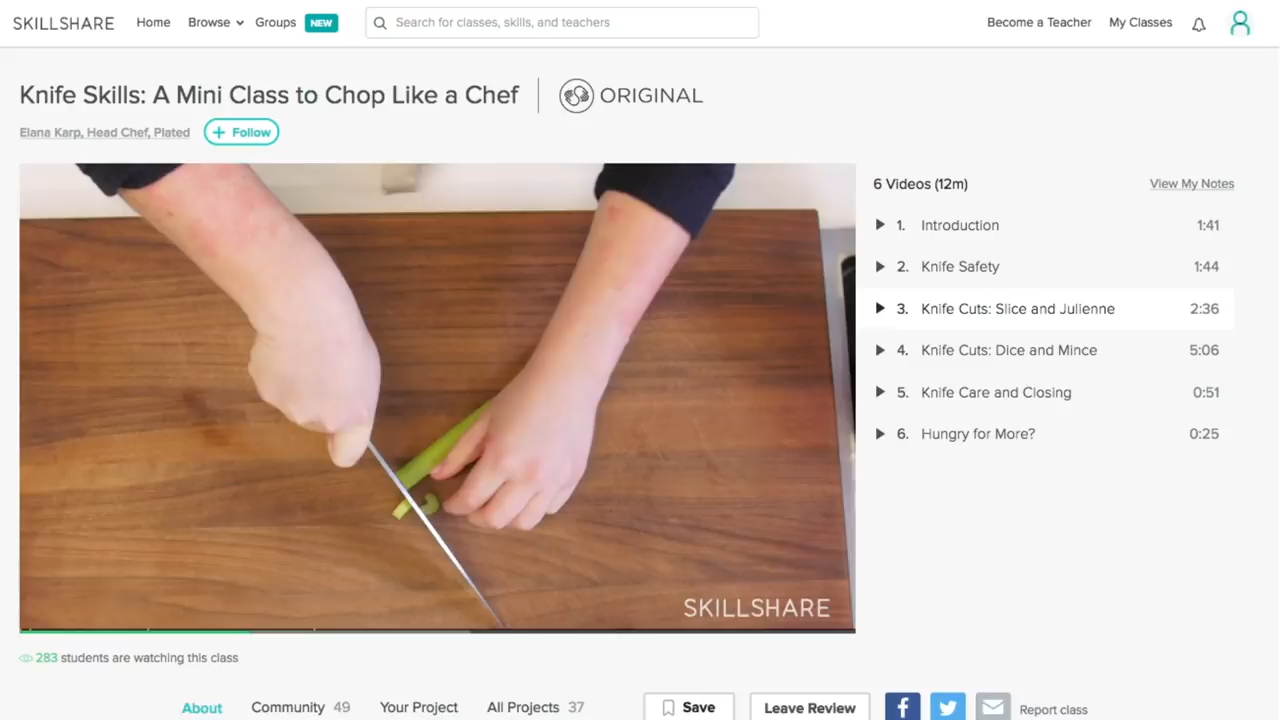 SKILLSHARE Home Browse Groups NEW Search for classes, skills, and teachers Become a Teacher My Classes
Knife Skills: A Mini Class to Chop Like a Chef ORIGINAL
Elana Karp, Head Chef, Plated + Follow
6 Videos (12m) View My Notes
1. Introduction 1:41
2. Knife Safety 1:44
3. Knife Cuts: Slice and Julienne 2:36
4. Knife Cuts: Dice and Mince 5:06
5. Knife Care and Closing 0:51
6. Hungry for More? 0:25
SKILLSHARE
283 students are watching this class
About Community 49 Your Project All Projects 37 Save Leave Review Report class